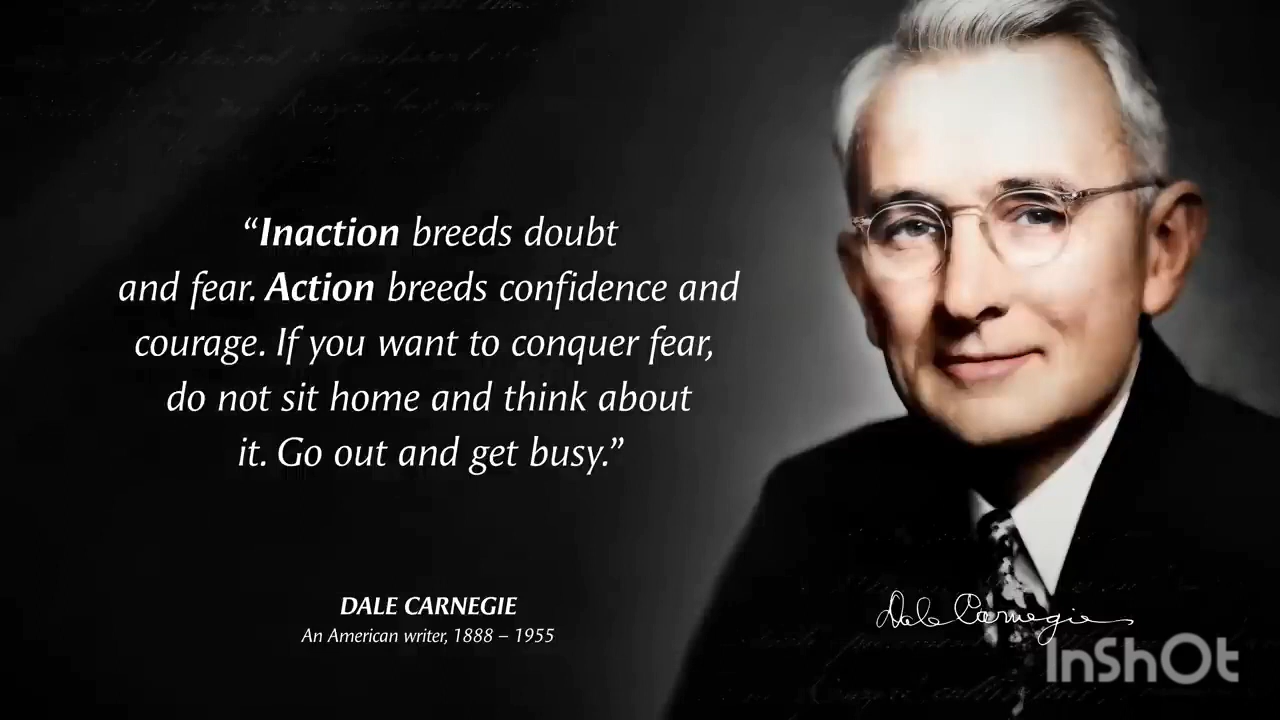 “Inaction breeds doubt
and fear. Action breeds confidence and
courage. If you want to conquer fear,
do not sit home and think about
it. Go out and get busy.”
DALE CARNEGIE
An American writer, 1888 – 1955
Dale Carnegie
InShOt